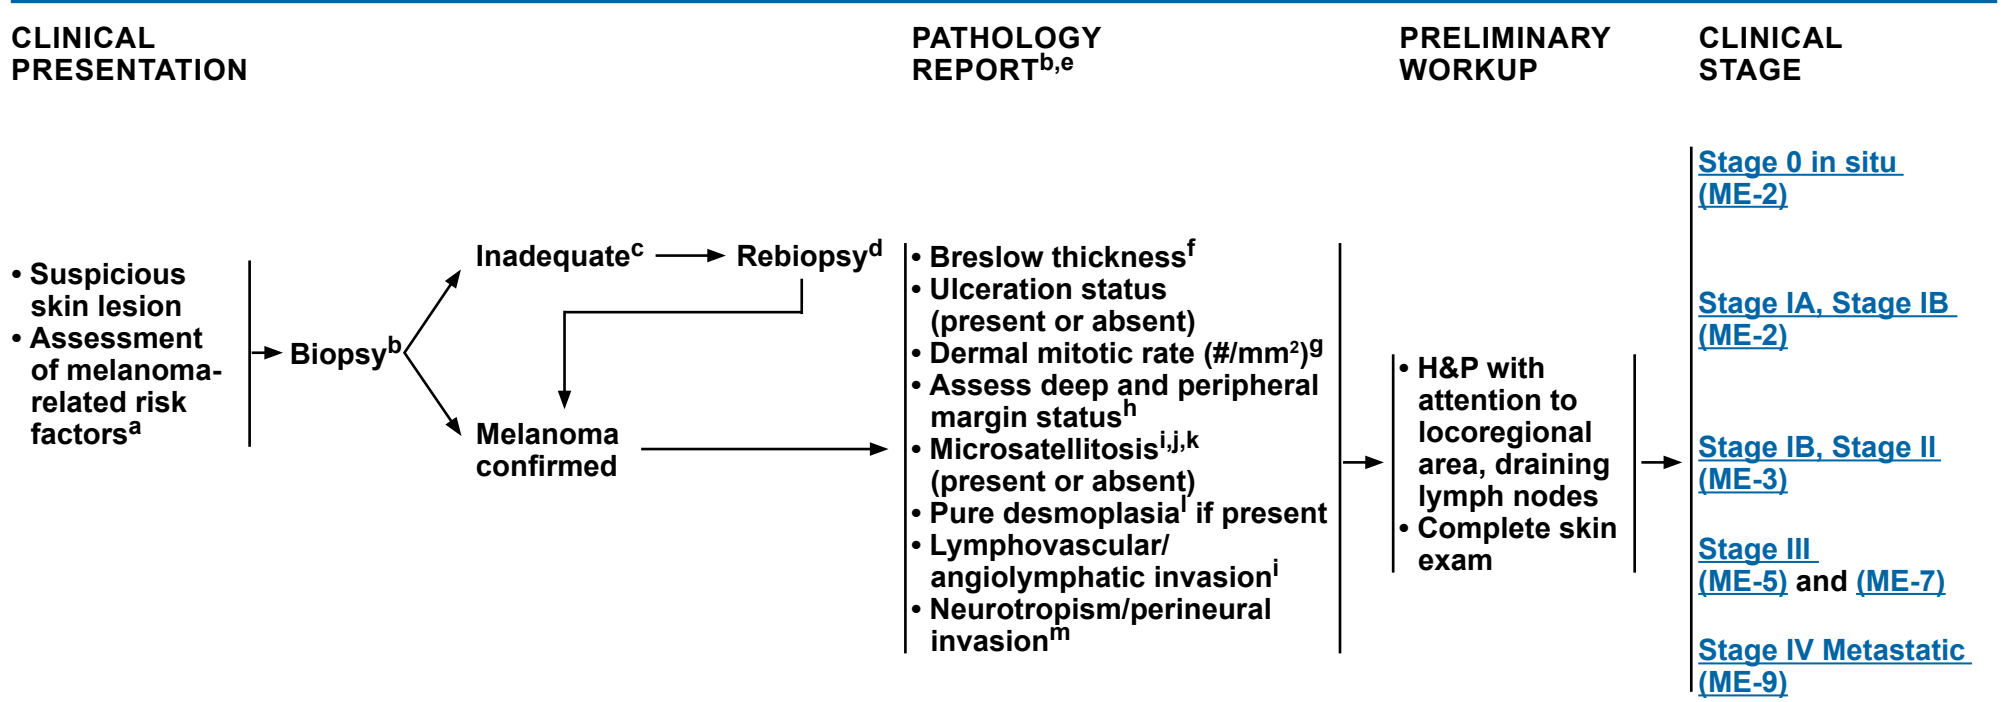 CLINICAL
PRESENTATION
PATHOLOGY
REPORTb,e
PRELIMINARY
WORKUP
CLINICAL
STAGE
• Suspicious
skin lesion
• Assessment
of melanoma-
related risk
factorsa
Biopsyb
Inadequatec
Rebiopsyd
Melanoma
confirmed
• Breslow thicknessf
• Ulceration status
(present or absent)
• Dermal mitotic rate (#/mm²)g
• Assess deep and peripheral
margin statush
• Microsatellitosisi,j,k
(present or absent)
• Pure desmoplasial if present
• Lymphovascular/
angiolymphatic invasioni
• Neurotropism/perineural
invasionm
• H&P with
attention to
locoregional
area, draining
lymph nodes
• Complete skin
exam
Stage 0 in situ
(ME-2)
Stage IA, Stage IB
(ME-2)
Stage IB, Stage II
(ME-3)
Stage III
(ME-5) and (ME-7)
Stage IV Metastatic
(ME-9)